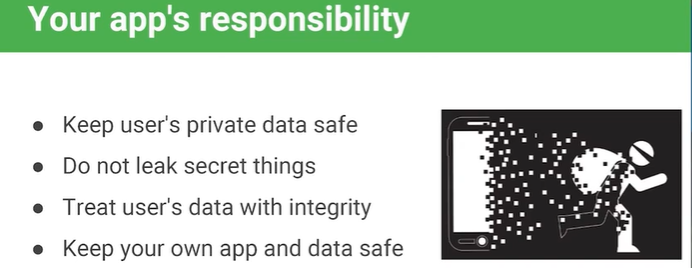 Your app's responsibility
● Keep user's private data safe
● Do not leak secret things
● Treat user's data with integrity
● Keep your own app and data safe